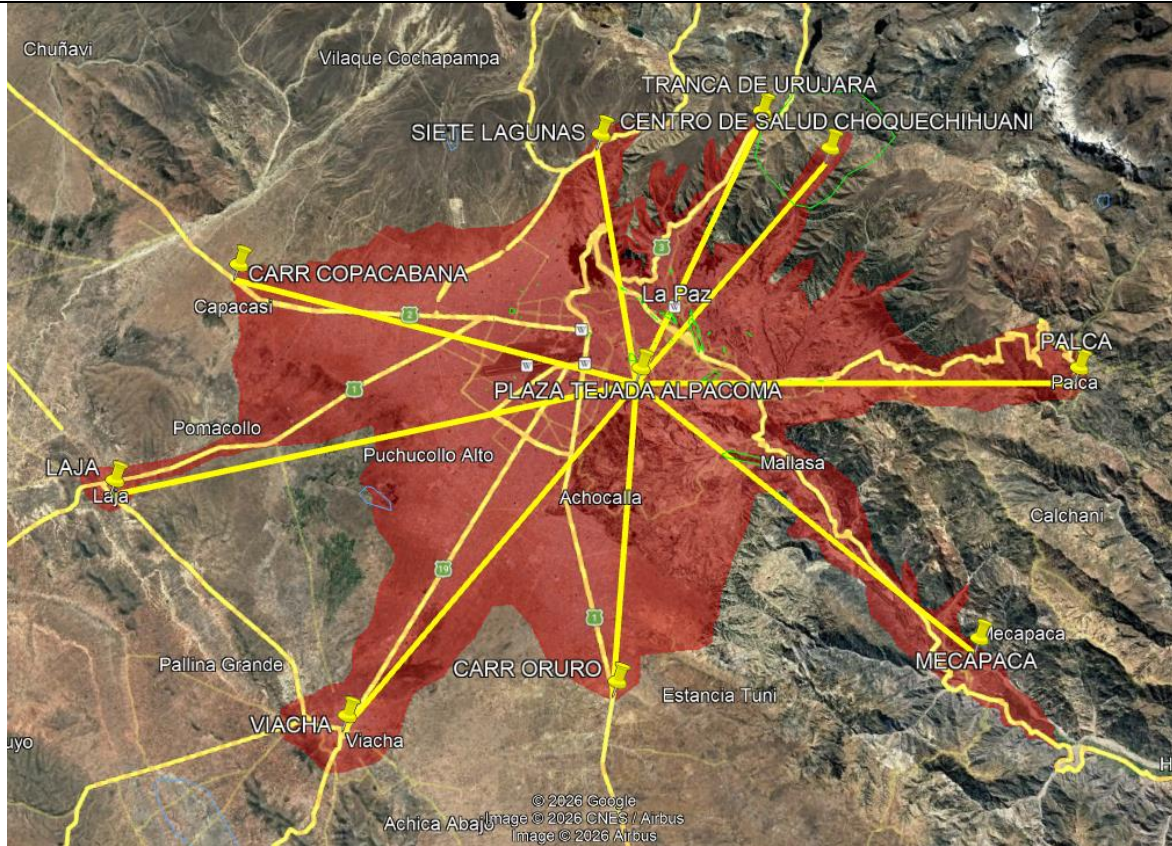 Chuñavi
Vilaque Cochapampa
TRANCA DE URUJARA
SIETE LAGUNAS
CENTRO DE SALUD CHOQUECHIHUANI
3
CARR COPACABANA
Capacasi
La Paz
W
2
W
W
W
PALCA
Palca
PLAZA TEJADA ALPACOMA
1
Pomacollo
Puchucollo Alto
Mallasa
LAJA
Laja
Achocalla
Calchani
19
1
Mecapaca
MECAPACA
Pallina Grande
CARR ORURO
Estancia Tuni
VIACHA
Viacha
uyo
H
Achica Abajo
© 2026 Google
Image © 2026 CNES / Airbus
Image © 2026 Airbus